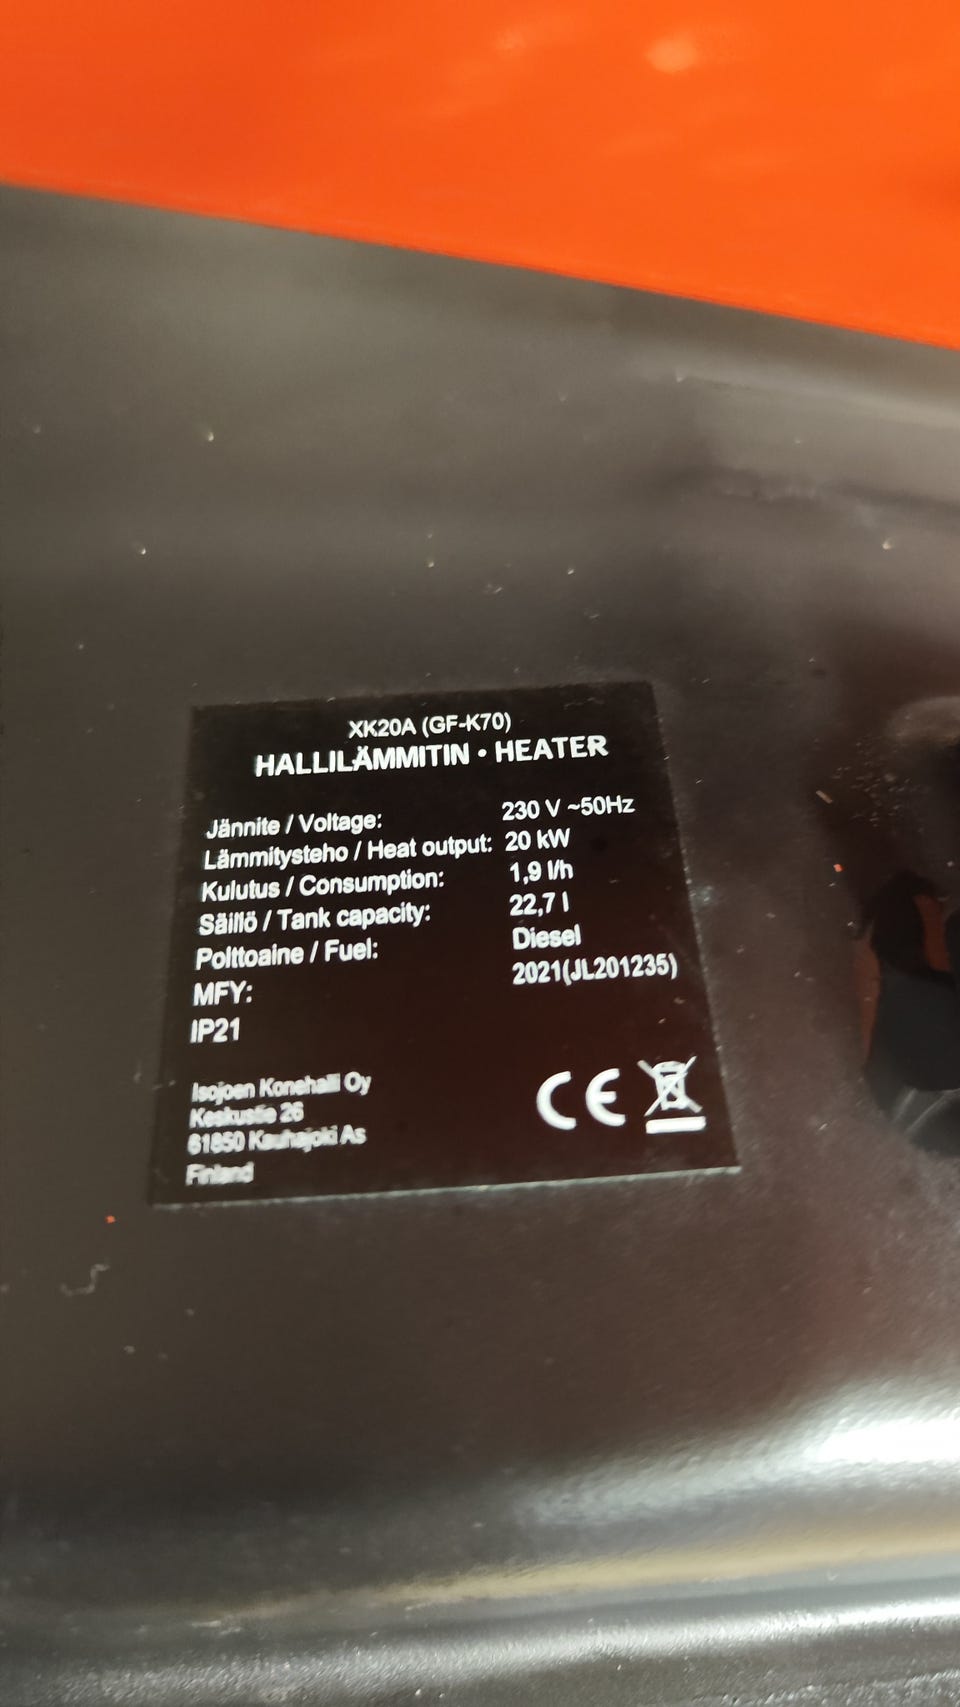 XK20A (GF-K70)
HALLILÄMMITIN • HEATER
Jännite / Voltage: 230 V ~50Hz
Lämmitysteho / Heat output: 20 kW
Kulutus / Consumption: 1,9 l/h
Säiliö / Tank capacity: 22,7 l
Polttoaine / Fuel: Diesel
MFY: 2021(JL201235)
IP21
Isojoen Konehalli Oy
Keskustie 26
61850 Kauhajoki As
Finland
CE